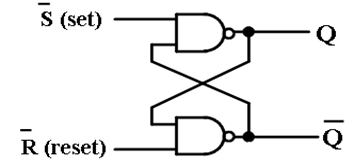 S̅ (set)
Q
R̅ (reset)
Q̅